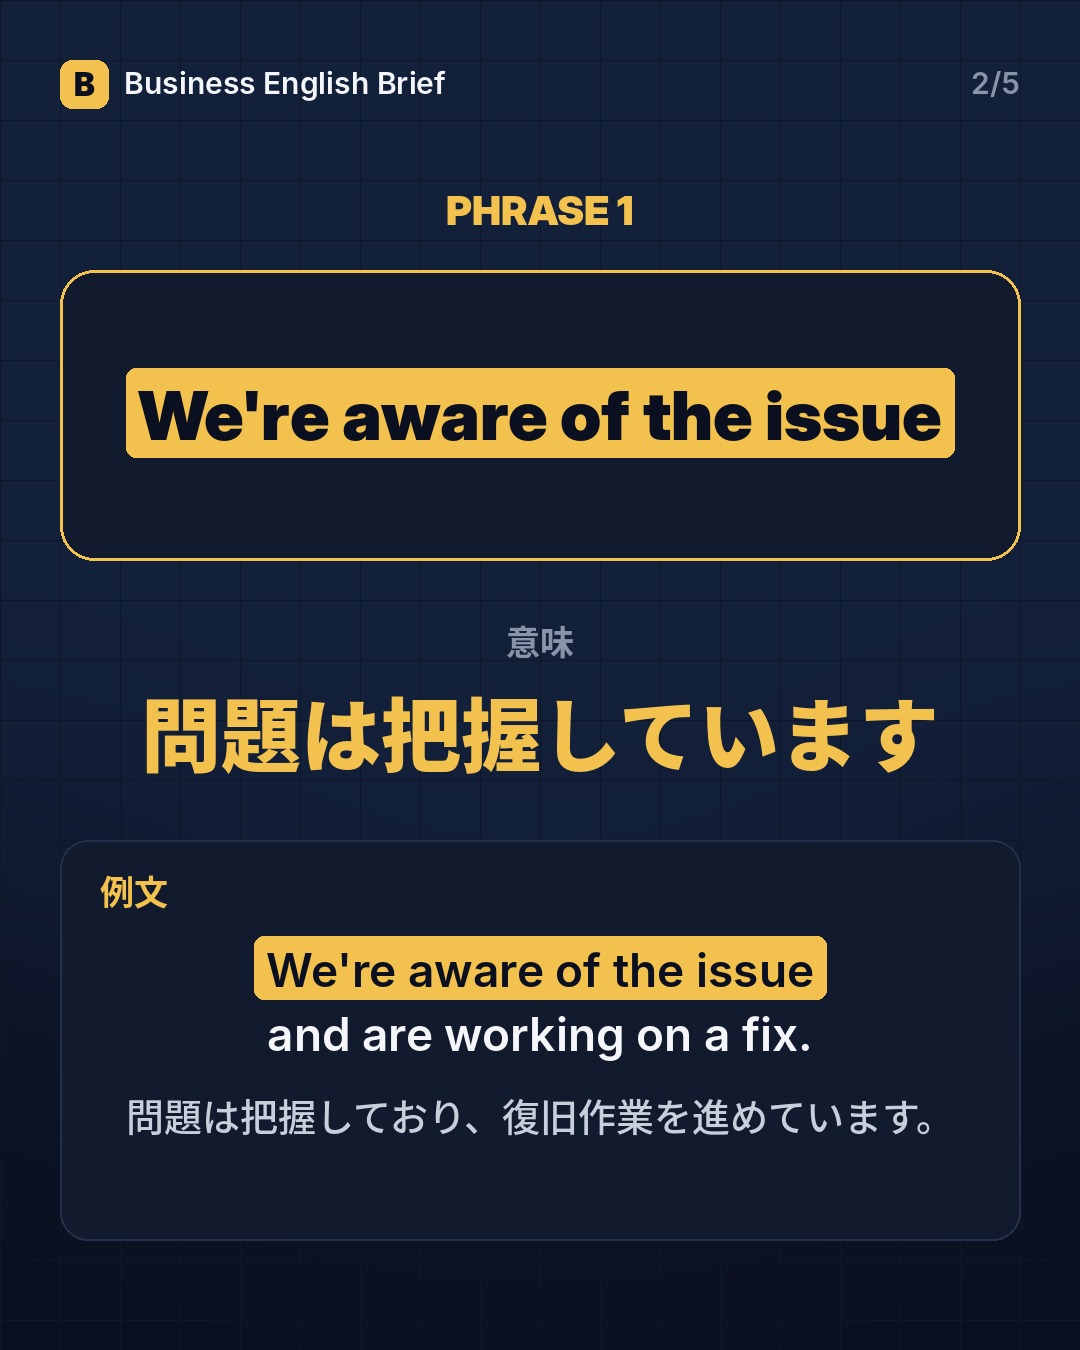 B Business English Brief 2/5
PHRASE 1
We're aware of the issue
意味
問題は把握しています
例文
We're aware of the issue
and are working on a fix.
問題は把握しており、復旧作業を進めています。